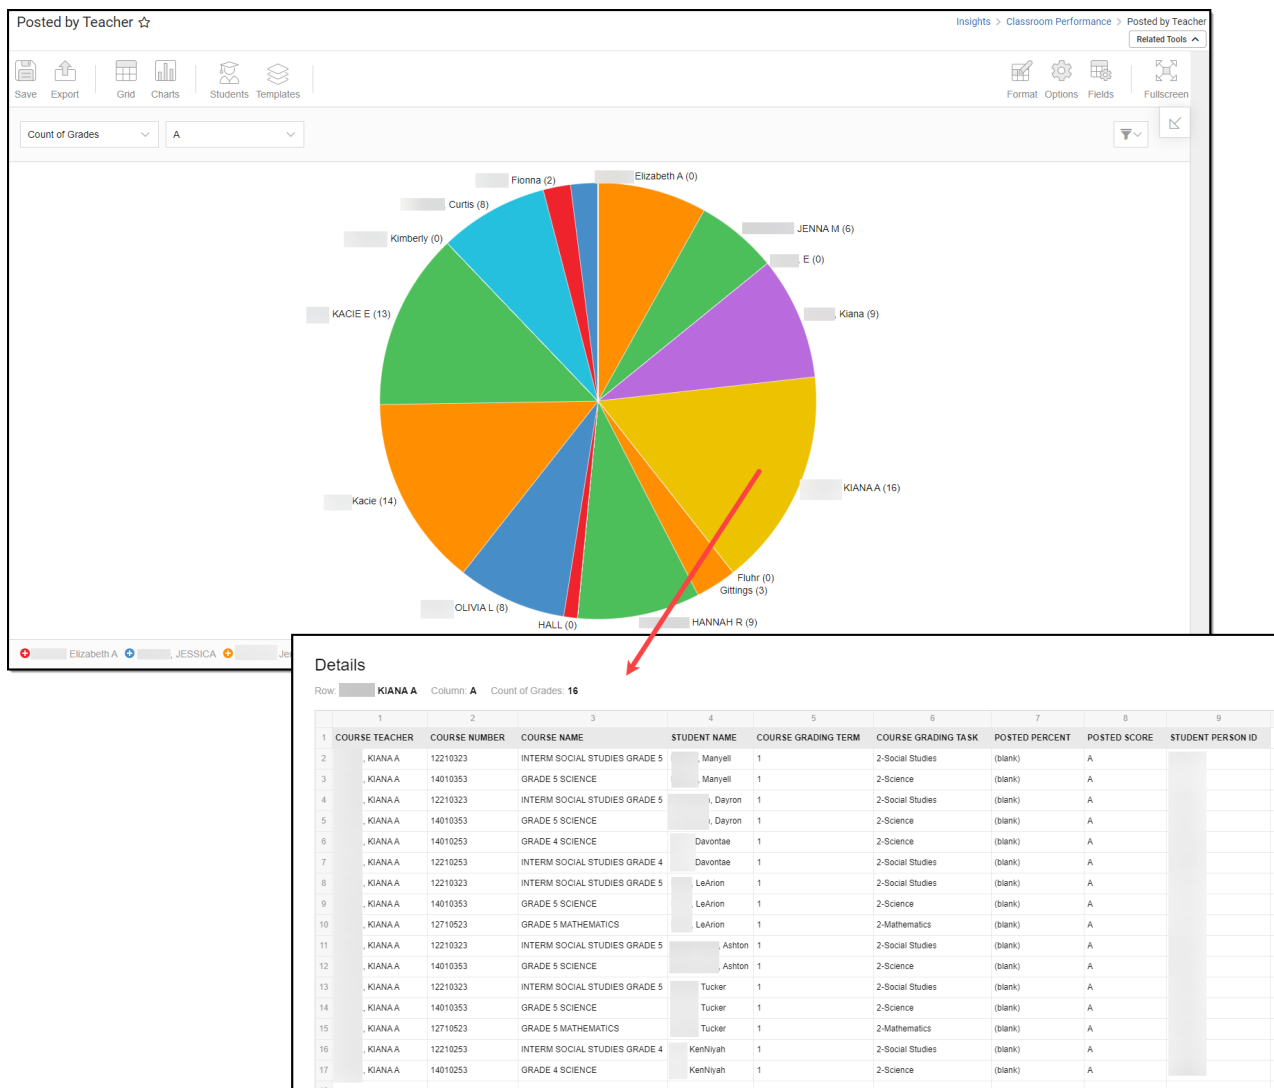 Posted by Teacher
Insights > Classroom Performance > Posted by Teacher
Related Tools
Save Export Grid Charts Students Templates Format Options Fields Fullscreen
Count of Grades A
Fionna (2)
Elizabeth A (0)
, Curtis (8)
JENNA M (6)
Kimberly (0)
, E (0)
KACIE E (13)
, Kiana (9)
KIANA A (16)
Kacie (14)
Fluhr (0)
Gittings (3)
OLIVIA L (8)
HALL (0)
HANNAH R (9)
Elizabeth A , JESSICA Je
Details
Row: KIANA A Column: A Count of Grades: 16
1 2 3 4 5 6 7 8 9
1 COURSE TEACHER COURSE NUMBER COURSE NAME STUDENT NAME COURSE GRADING TERM COURSE GRADING TASK POSTED PERCENT POSTED SCORE STUDENT PERSON ID
2 , KIANA A 12210323 INTERM SOCIAL STUDIES GRADE 5 , Manyell 1 2-Social Studies (blank) A
3 , KIANA A 14010353 GRADE 5 SCIENCE , Manyell 1 2-Science (blank) A
4 , KIANA A 12210323 INTERM SOCIAL STUDIES GRADE 5 , Dayron 1 2-Social Studies (blank) A
5 , KIANA A 14010353 GRADE 5 SCIENCE , Dayron 1 2-Science (blank) A
6 , KIANA A 14010253 GRADE 4 SCIENCE Davontae 1 2-Science (blank) A
7 , KIANA A 12210253 INTERM SOCIAL STUDIES GRADE 4 Davontae 1 2-Social Studies (blank) A
8 , KIANA A 12210323 INTERM SOCIAL STUDIES GRADE 5 , LeArion 1 2-Social Studies (blank) A
9 , KIANA A 14010353 GRADE 5 SCIENCE , LeArion 1 2-Science (blank) A
10 , KIANA A 12710523 GRADE 5 MATHEMATICS , LeArion 1 2-Mathematics (blank) A
11 , KIANA A 12210323 INTERM SOCIAL STUDIES GRADE 5 , Ashton 1 2-Social Studies (blank) A
12 , KIANA A 14010353 GRADE 5 SCIENCE , Ashton 1 2-Science (blank) A
13 , KIANA A 12210323 INTERM SOCIAL STUDIES GRADE 5 Tucker 1 2-Social Studies (blank) A
14 , KIANA A 14010353 GRADE 5 SCIENCE Tucker 1 2-Science (blank) A
15 , KIANA A 12710523 GRADE 5 MATHEMATICS Tucker 1 2-Mathematics (blank) A
16 , KIANA A 12210253 INTERM SOCIAL STUDIES GRADE 4 KenNiyah 1 2-Social Studies (blank) A
17 , KIANA A 14010253 GRADE 4 SCIENCE KenNiyah 1 2-Science (blank) A